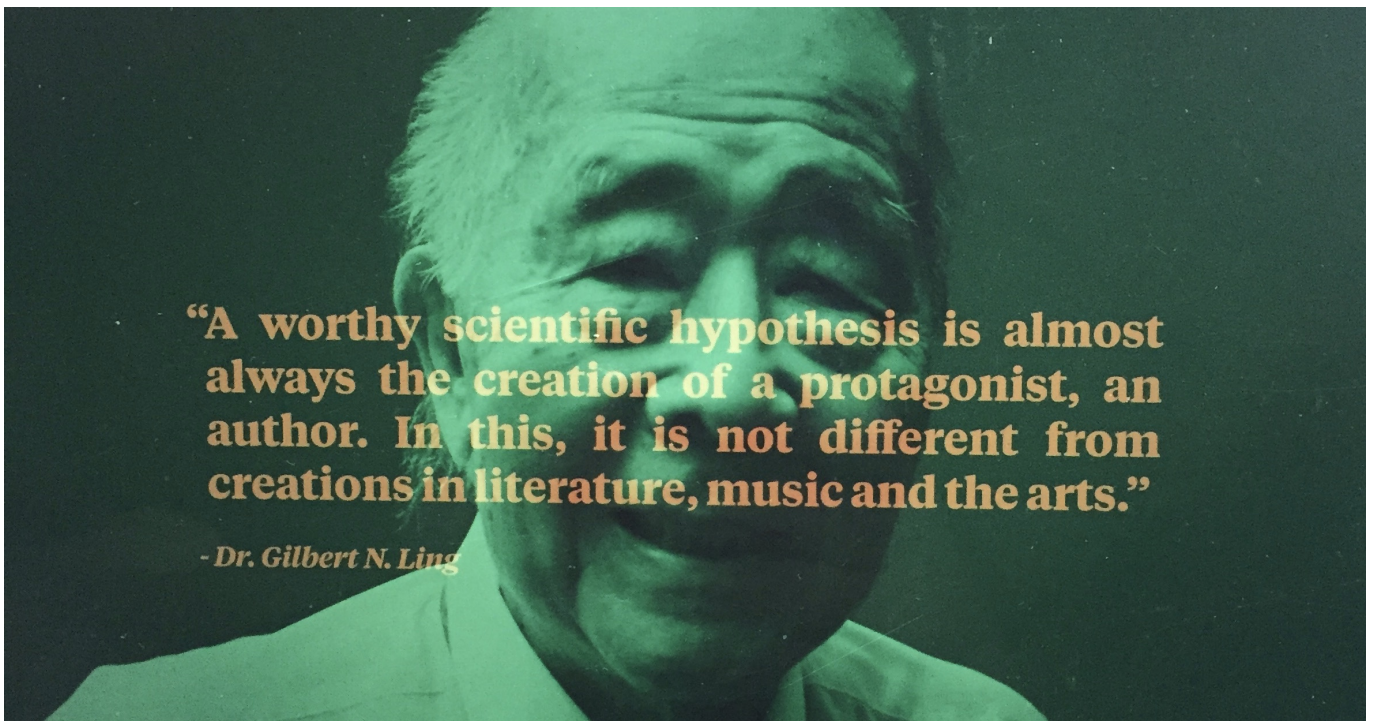 “A worthy scientific hypothesis is almost
always the creation of a protagonist, an
author. In this, it is not different from
creations in literature, music and the arts.”
- Dr. Gilbert N. Ling